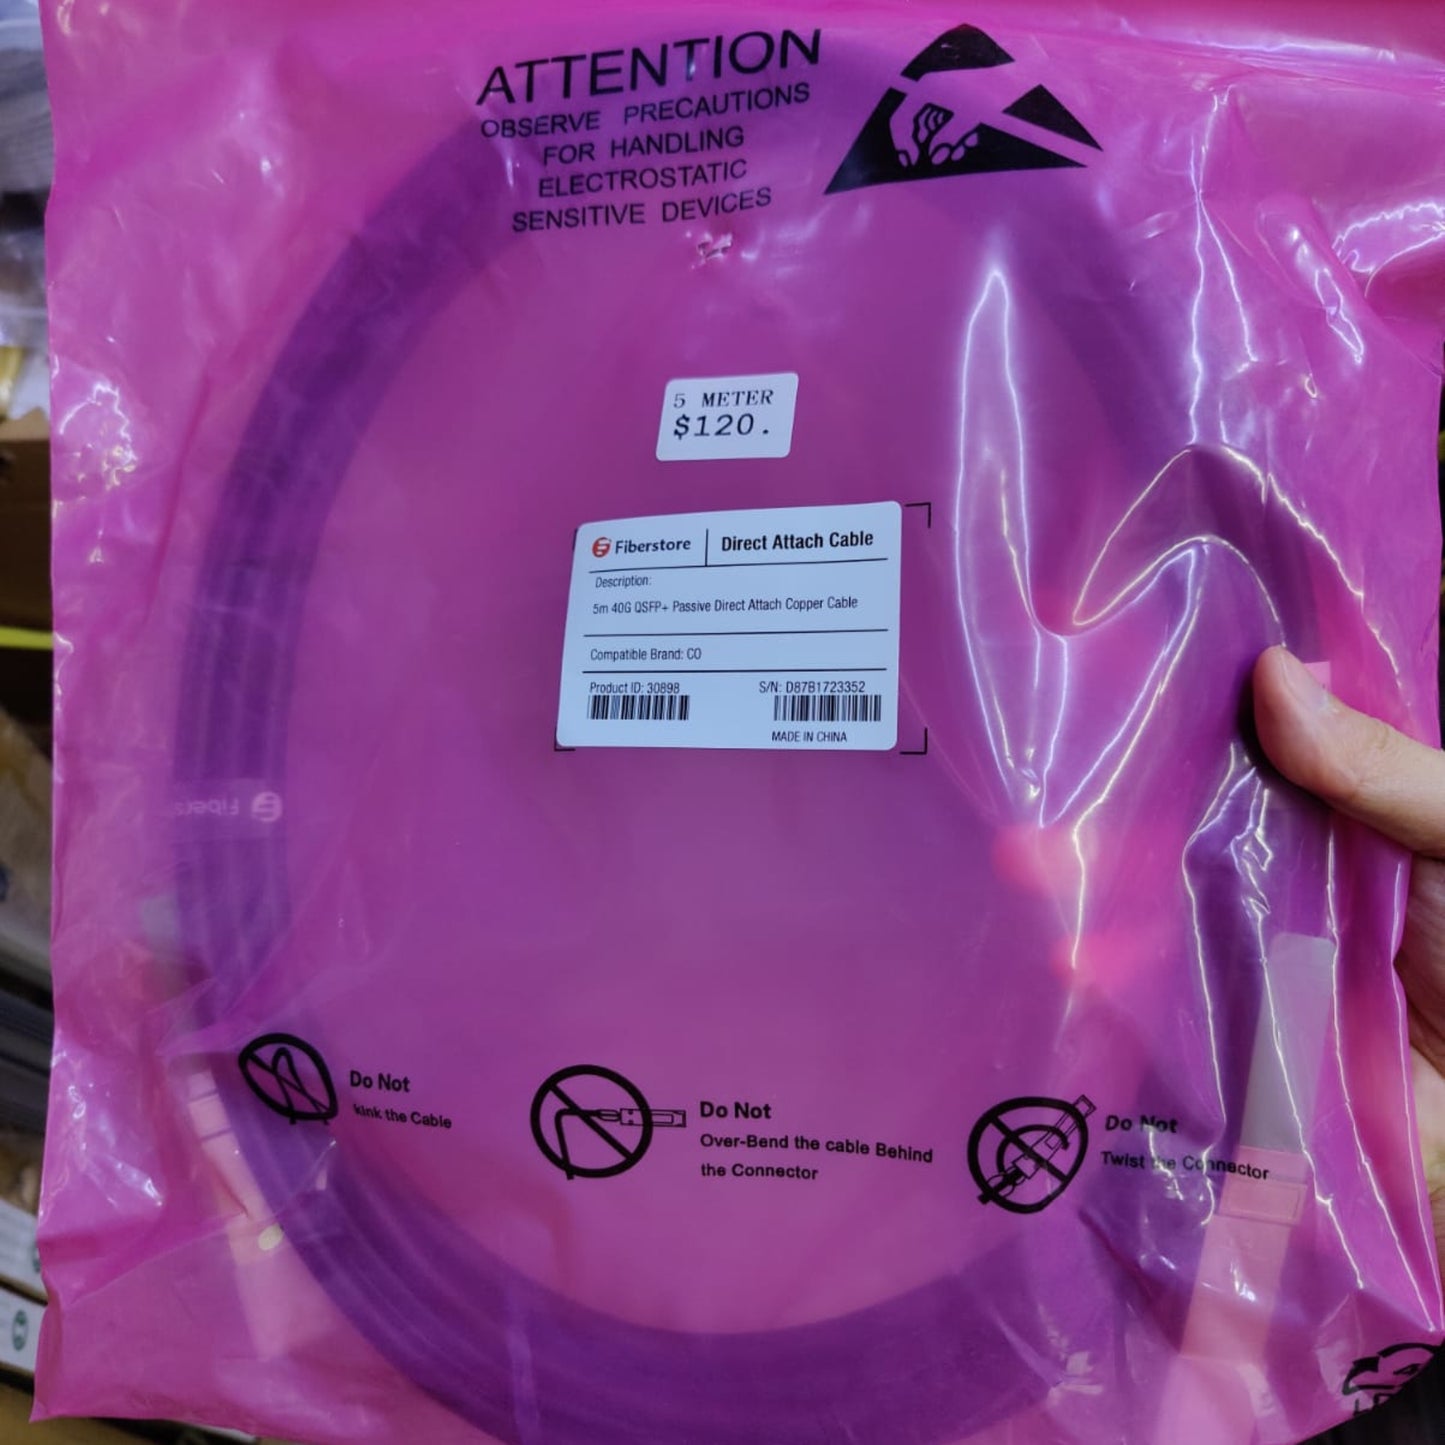 ATTENTION
OBSERVE PRECAUTIONS
FOR HANDLING
ELECTROSTATIC
SENSITIVE DEVICES
5 METER
$120.
Fiberstore
Direct Attach Cable
Description:
5m 40G QSFP+ Passive Direct Attach Copper Cable
Compatible Brand: CO
Product ID: 30898
S/N: D87B1723352
MADE IN CHINA
Do Not
kink the Cable
Do Not
Over-Bend the cable Behind
the Connector
Do Not
Twist the Connector